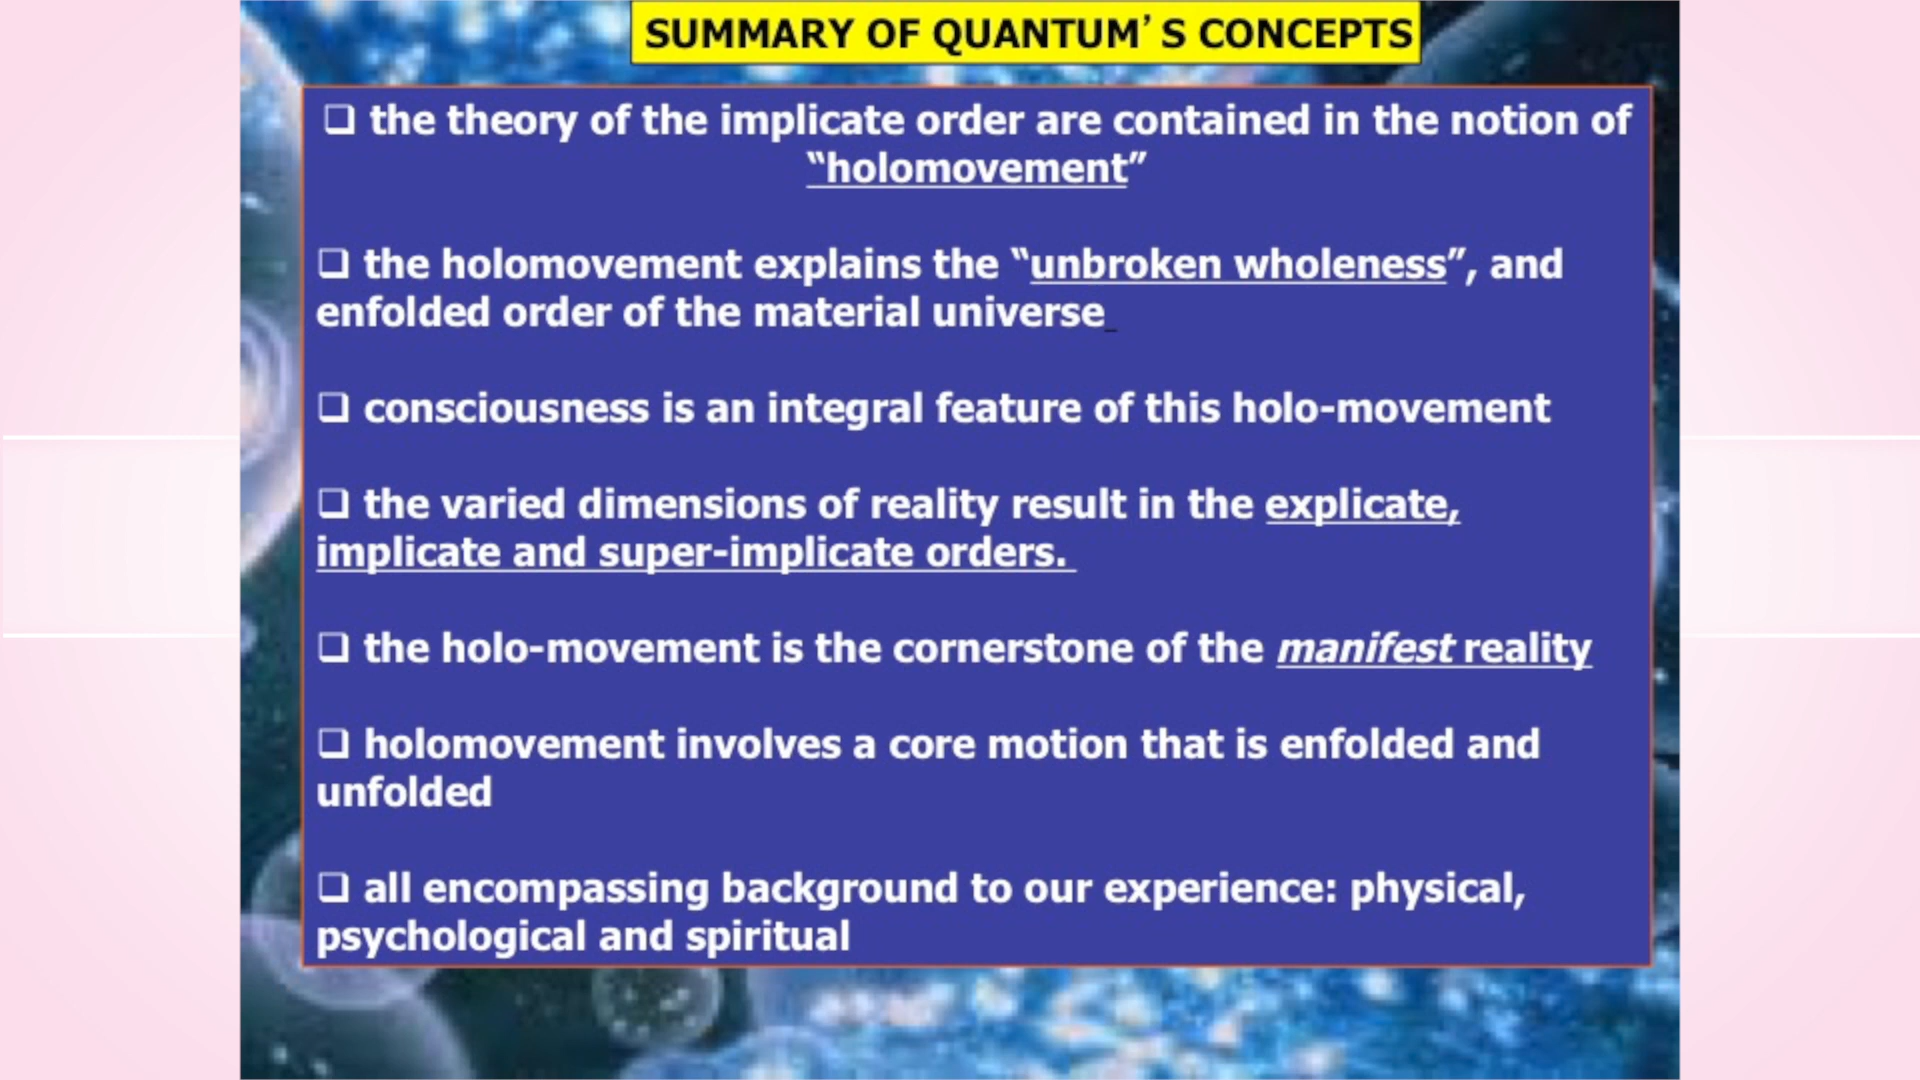 SUMMARY OF QUANTUM’S CONCEPTS
❑ the theory of the implicate order are contained in the notion of
“holomovement”
❑ the holomovement explains the “unbroken wholeness”, and
enfolded order of the material universe
❑ consciousness is an integral feature of this holo-movement
❑ the varied dimensions of reality result in the explicate,
implicate and super-implicate orders.
❑ the holo-movement is the cornerstone of the manifest reality
❑ holomovement involves a core motion that is enfolded and
unfolded
❑ all encompassing background to our experience: physical,
psychological and spiritual